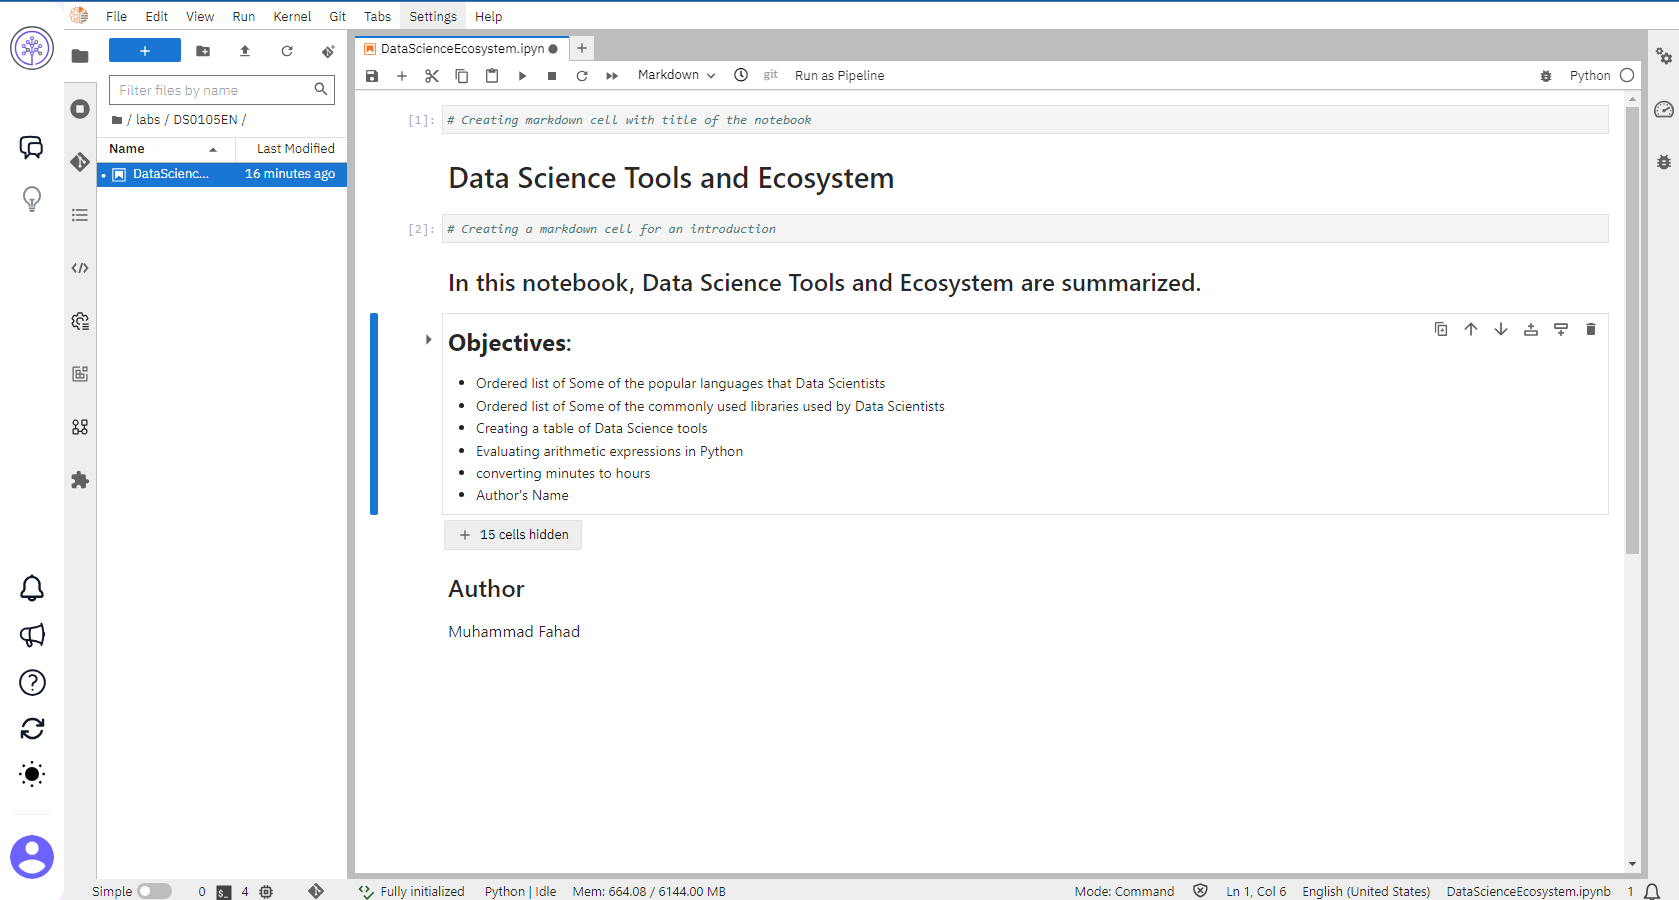 File Edit View Run Kernel Git Tabs Settings Help
DataScienceEcosystem.ipyn
Filter files by name
/ labs / DS0105EN /
Name Last Modified
DataScienc... 16 minutes ago
Markdown git Run as Pipeline Python
[1]: # Creating markdown cell with title of the notebook
Data Science Tools and Ecosystem
[2]: # Creating a markdown cell for an introduction
In this notebook, Data Science Tools and Ecosystem are summarized.
Objectives:
• Ordered list of Some of the popular languages that Data Scientists
• Ordered list of Some of the commonly used libraries used by Data Scientists
• Creating a table of Data Science tools
• Evaluating arithmetic expressions in Python
• converting minutes to hours
• Author's Name
+ 15 cells hidden
Author
Muhammad Fahad
Simple 0 4 Fully initialized Python | Idle Mem: 664.08 / 6144.00 MB Mode: Command Ln 1, Col 6 English (United States) DataScienceEcosystem.ipynb 1